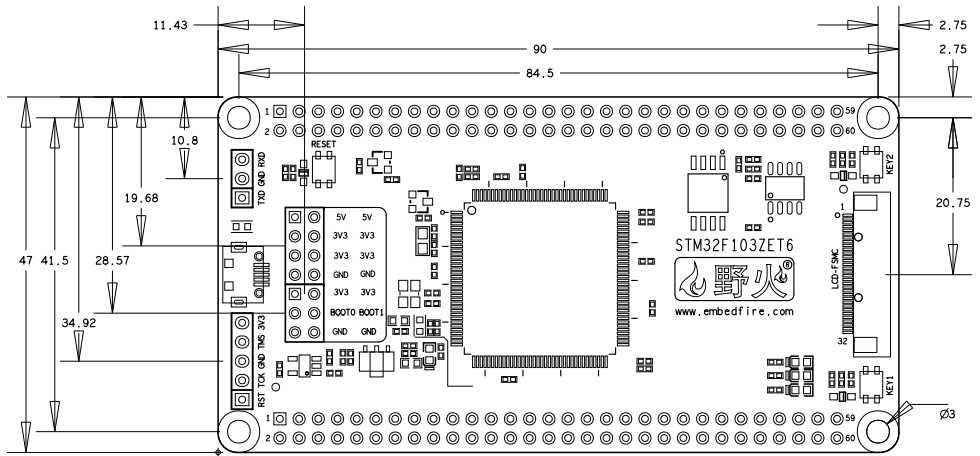 11.43
2.75
90
2.75
84.5
1
59
2
60
RESET
10.8
TXD GND RXD
KEY2
19.68
5V 5V
3V3 3V3
3V3 3V3
GND GND
3V3 3V3
BOOT0 BOOT1
GND GND
1
20.75
STM32F103ZET6
野火®
LCD-FSMC
www.embedfire.com
47
41.5
28.57
34.92
RST TCK GND TMS 3V3
32
KEY1
Ø3
1
59
2
60